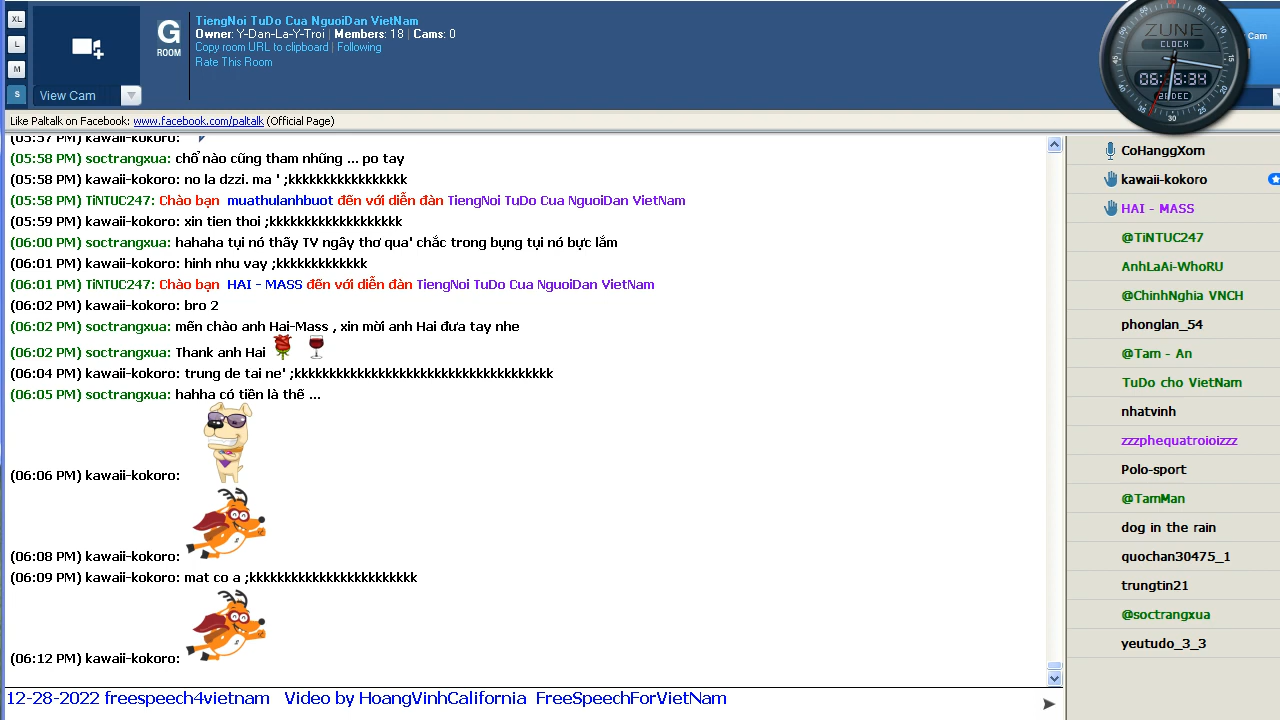 XL
L
M
S
View Cam
G
ROOM
TiengNoi TuDo Cua NguoiDan VietNam
Owner: Y-Dan-La-Y-Troi | Members: 18 | Cams: 0
Copy room URL to clipboard | Following
Rate This Room
ZUNE
CLOCK
28 DEC
Cam
Like Paltalk on Facebook: www.facebook.com/paltalk (Official Page)
(05:57 PM) kawaii-kokoro:
(05:58 PM) soctrangxua: chổ nào cũng tham nhũng ... po tay
(05:58 PM) kawaii-kokoro: no la dzzi. ma ' ;kkkkkkkkkkkkkkkkk
(05:58 PM) TiNTUC247: Chào bạn muathulanhbuot đến với diễn đàn TiengNoi TuDo Cua NguoiDan VietNam
(05:59 PM) kawaii-kokoro: xin tien thoi ;kkkkkkkkkkkkkkkkkkk
(06:00 PM) soctrangxua: hahaha tụi nó thấy TV ngây thơ qua' chắc trong bụng tụi nó bực lắm
(06:01 PM) kawaii-kokoro: hinh nhu vay ;kkkkkkkkkkkkk
(06:01 PM) TiNTUC247: Chào bạn HAI - MASS đến với diễn đàn TiengNoi TuDo Cua NguoiDan VietNam
(06:02 PM) kawaii-kokoro: bro 2
(06:02 PM) soctrangxua: mến chào anh Hai-Mass , xin mời anh Hai đưa tay nhe
(06:02 PM) soctrangxua: Thank anh Hai
(06:04 PM) kawaii-kokoro: trung de tai ne' ;kkkkkkkkkkkkkkkkkkkkkkkkkkkkkkkkkkkkk
(06:05 PM) soctrangxua: hahha có tiền là thế ...
(06:06 PM) kawaii-kokoro:
(06:08 PM) kawaii-kokoro:
(06:09 PM) kawaii-kokoro: mat co a ;kkkkkkkkkkkkkkkkkkkkkkkk
(06:12 PM) kawaii-kokoro:
CoHanggXom
kawaii-kokoro
HAI - MASS
@TiNTUC247
AnhLaAi-WhoRU
@ChinhNghia VNCH
phonglan_54
@Tam - An
TuDo cho VietNam
nhatvinh
zzzphequatroioizzz
Polo-sport
@TamMan
dog in the rain
quochan30475_1
trungtin21
@soctrangxua
yeutudo_3_3
12-28-2022 freespeech4vietnam Video by HoangVinhCalifornia FreeSpeechForVietNam